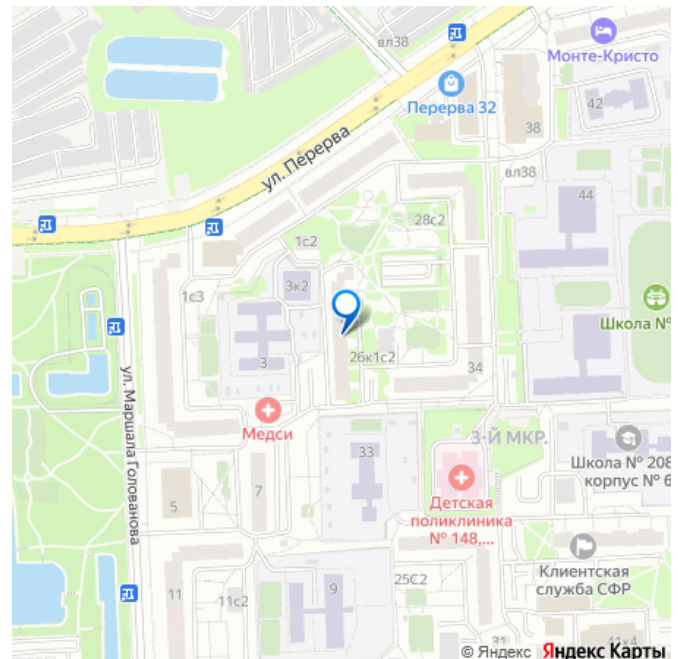 вл38
Монте-Кристо
Перерва 32
42
38
ул. Перерва
вл38
44
28с2
1с2
3к2
1с3
Школа №
26к1с2
3
34
ул. Маршала Голованова
Медси
3-Й МКР.
33
Школа № 208
корпус № 6
Детская
поликлиника
№ 148,...
7
5
Клиентская
служба СФР
25С2
11
11с2
9
31
41к4
© Яндекс Яндекс Карты